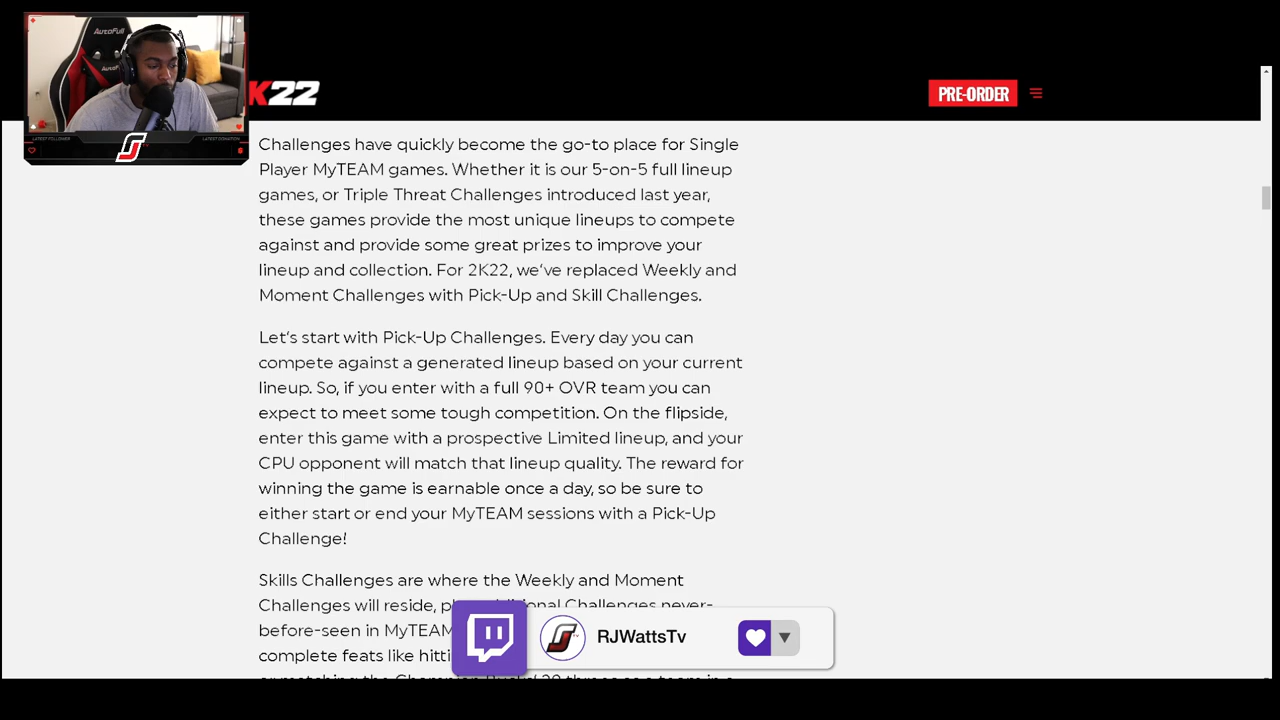 AutoFull
K22
PRE-ORDER
LATEST FOLLOWER
LATEST DONATION
Challenges have quickly become the go-to place for Single
Player MyTEAM games. Whether it is our 5-on-5 full lineup
games, or Triple Threat Challenges introduced last year,
these games provide the most unique lineups to compete
against and provide some great prizes to improve your
lineup and collection. For 2K22, we've replaced Weekly and
Moment Challenges with Pick-Up and Skill Challenges.
Let's start with Pick-Up Challenges. Every day you can
compete against a generated lineup based on your current
lineup. So, if you enter with a full 90+ OVR team you can
expect to meet some tough competition. On the flipside,
enter this game with a prospective Limited lineup, and your
CPU opponent will match that lineup quality. The reward for
winning the game is earnable once a day, so be sure to
either start or end your MyTEAM sessions with a Pick-Up
Challenge!
Skills Challenges are where the Weekly and Moment
Challenges will reside, Challenges never-
before-seen in MyTEAM
complete feats like hitti
RJWattsTv